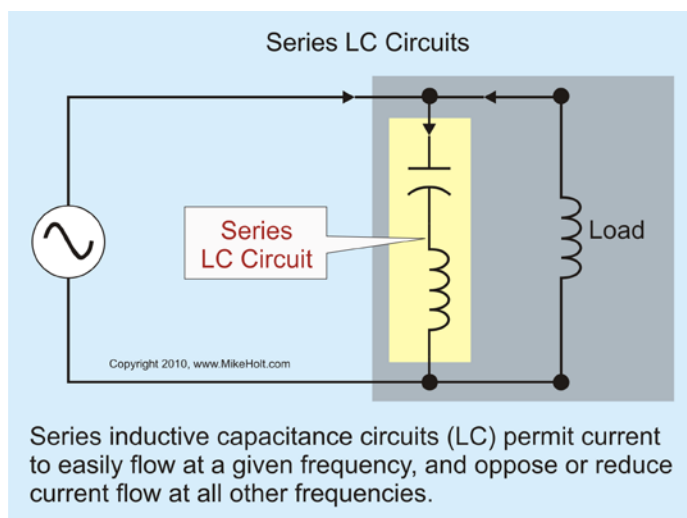 Series LC Circuits
Series
LC Circuit
Load
Copyright 2010, www.MikeHolt.com
Series inductive capacitance circuits (LC) permit current
to easily flow at a given frequency, and oppose or reduce
current flow at all other frequencies.